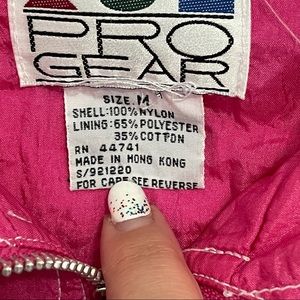 PRO
GEAR
SIZE M
SHELL:100%NYLON
LINING:65%POLYESTER
35%COTTON
RN 44741
MADE IN HONG KONG
S/921220
FOR CARE SEE REVERSE